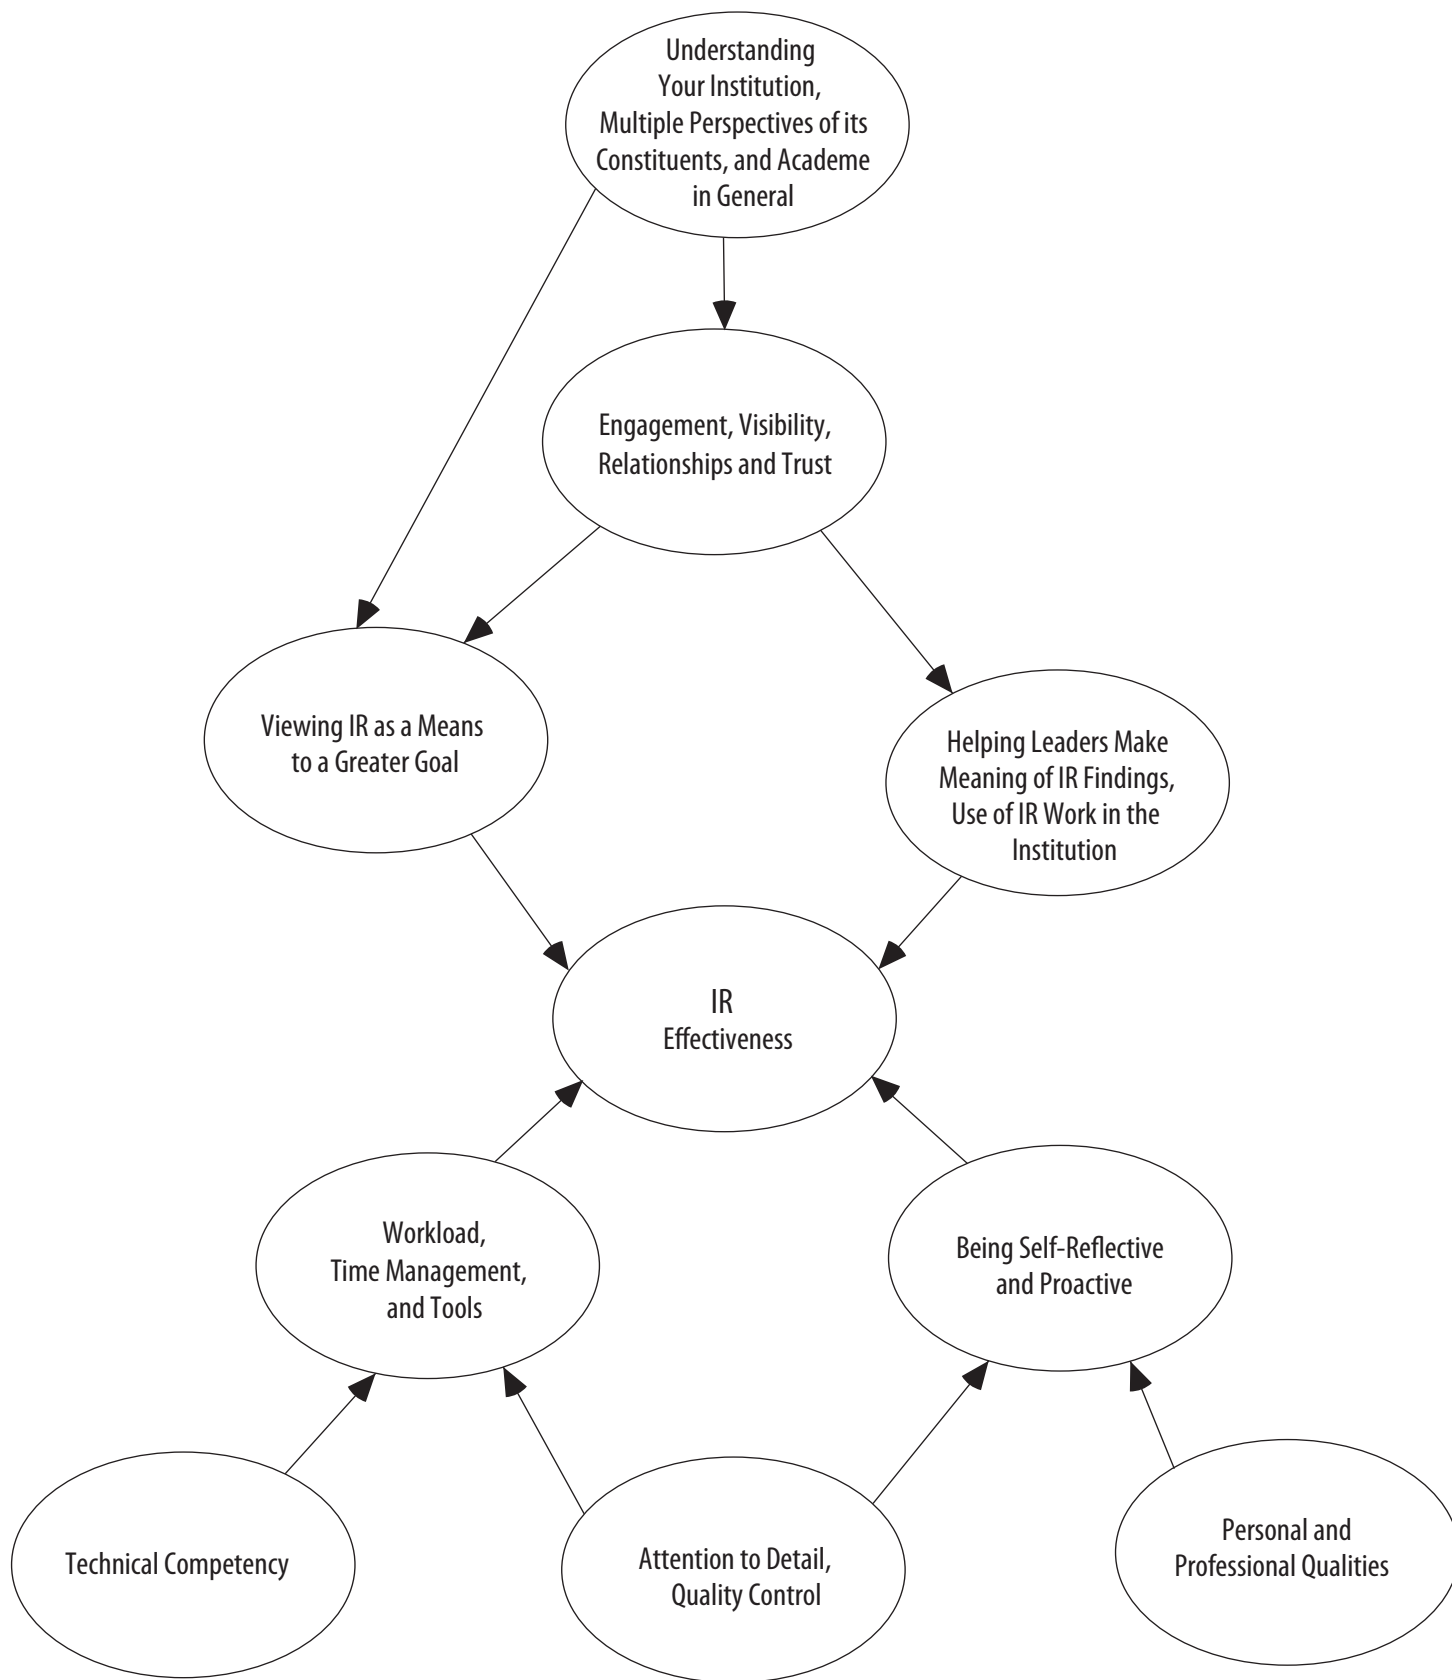 Understanding
Your Institution,
Multiple Perspectives of its
Constituents, and Academe
in General
Engagement, Visibility,
Relationships and Trust
Viewing IR as a Means
to a Greater Goal
Helping Leaders Make
Meaning of IR Findings,
Use of IR Work in the
Institution
IR
Effectiveness
Workload,
Time Management,
and Tools
Being Self-Reflective
and Proactive
Technical Competency
Attention to Detail,
Quality Control
Personal and
Professional Qualities